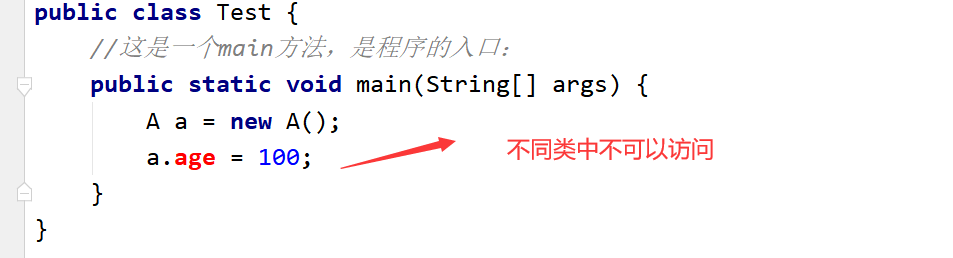 public class Test {
//这是一个main方法，是程序的入口：
public static void main(String[] args) {
A a = new A();
a.age = 100;
不同类中不可以访问
}
}